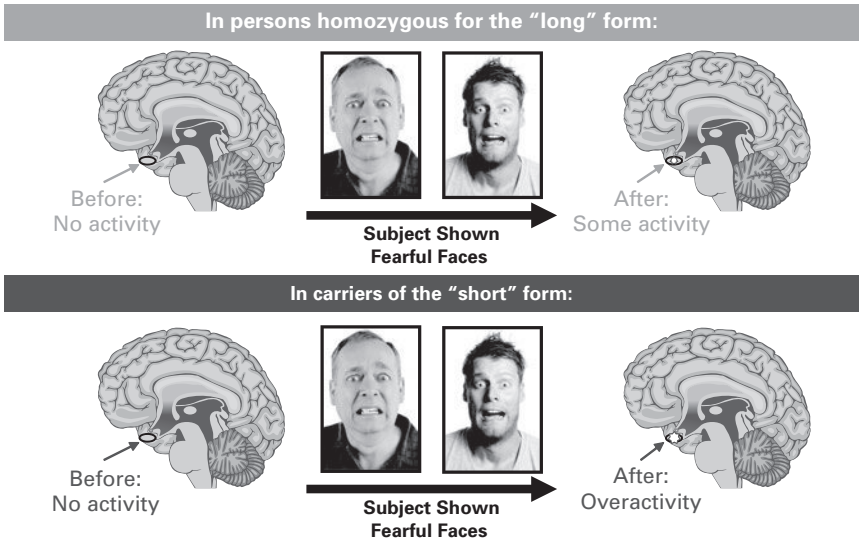 In persons homozygous for the “long” form:
Before:
No activity
Subject Shown
Fearful Faces
After:
Some activity
In carriers of the “short” form:
Before:
No activity
Subject Shown
Fearful Faces
After:
Overactivity